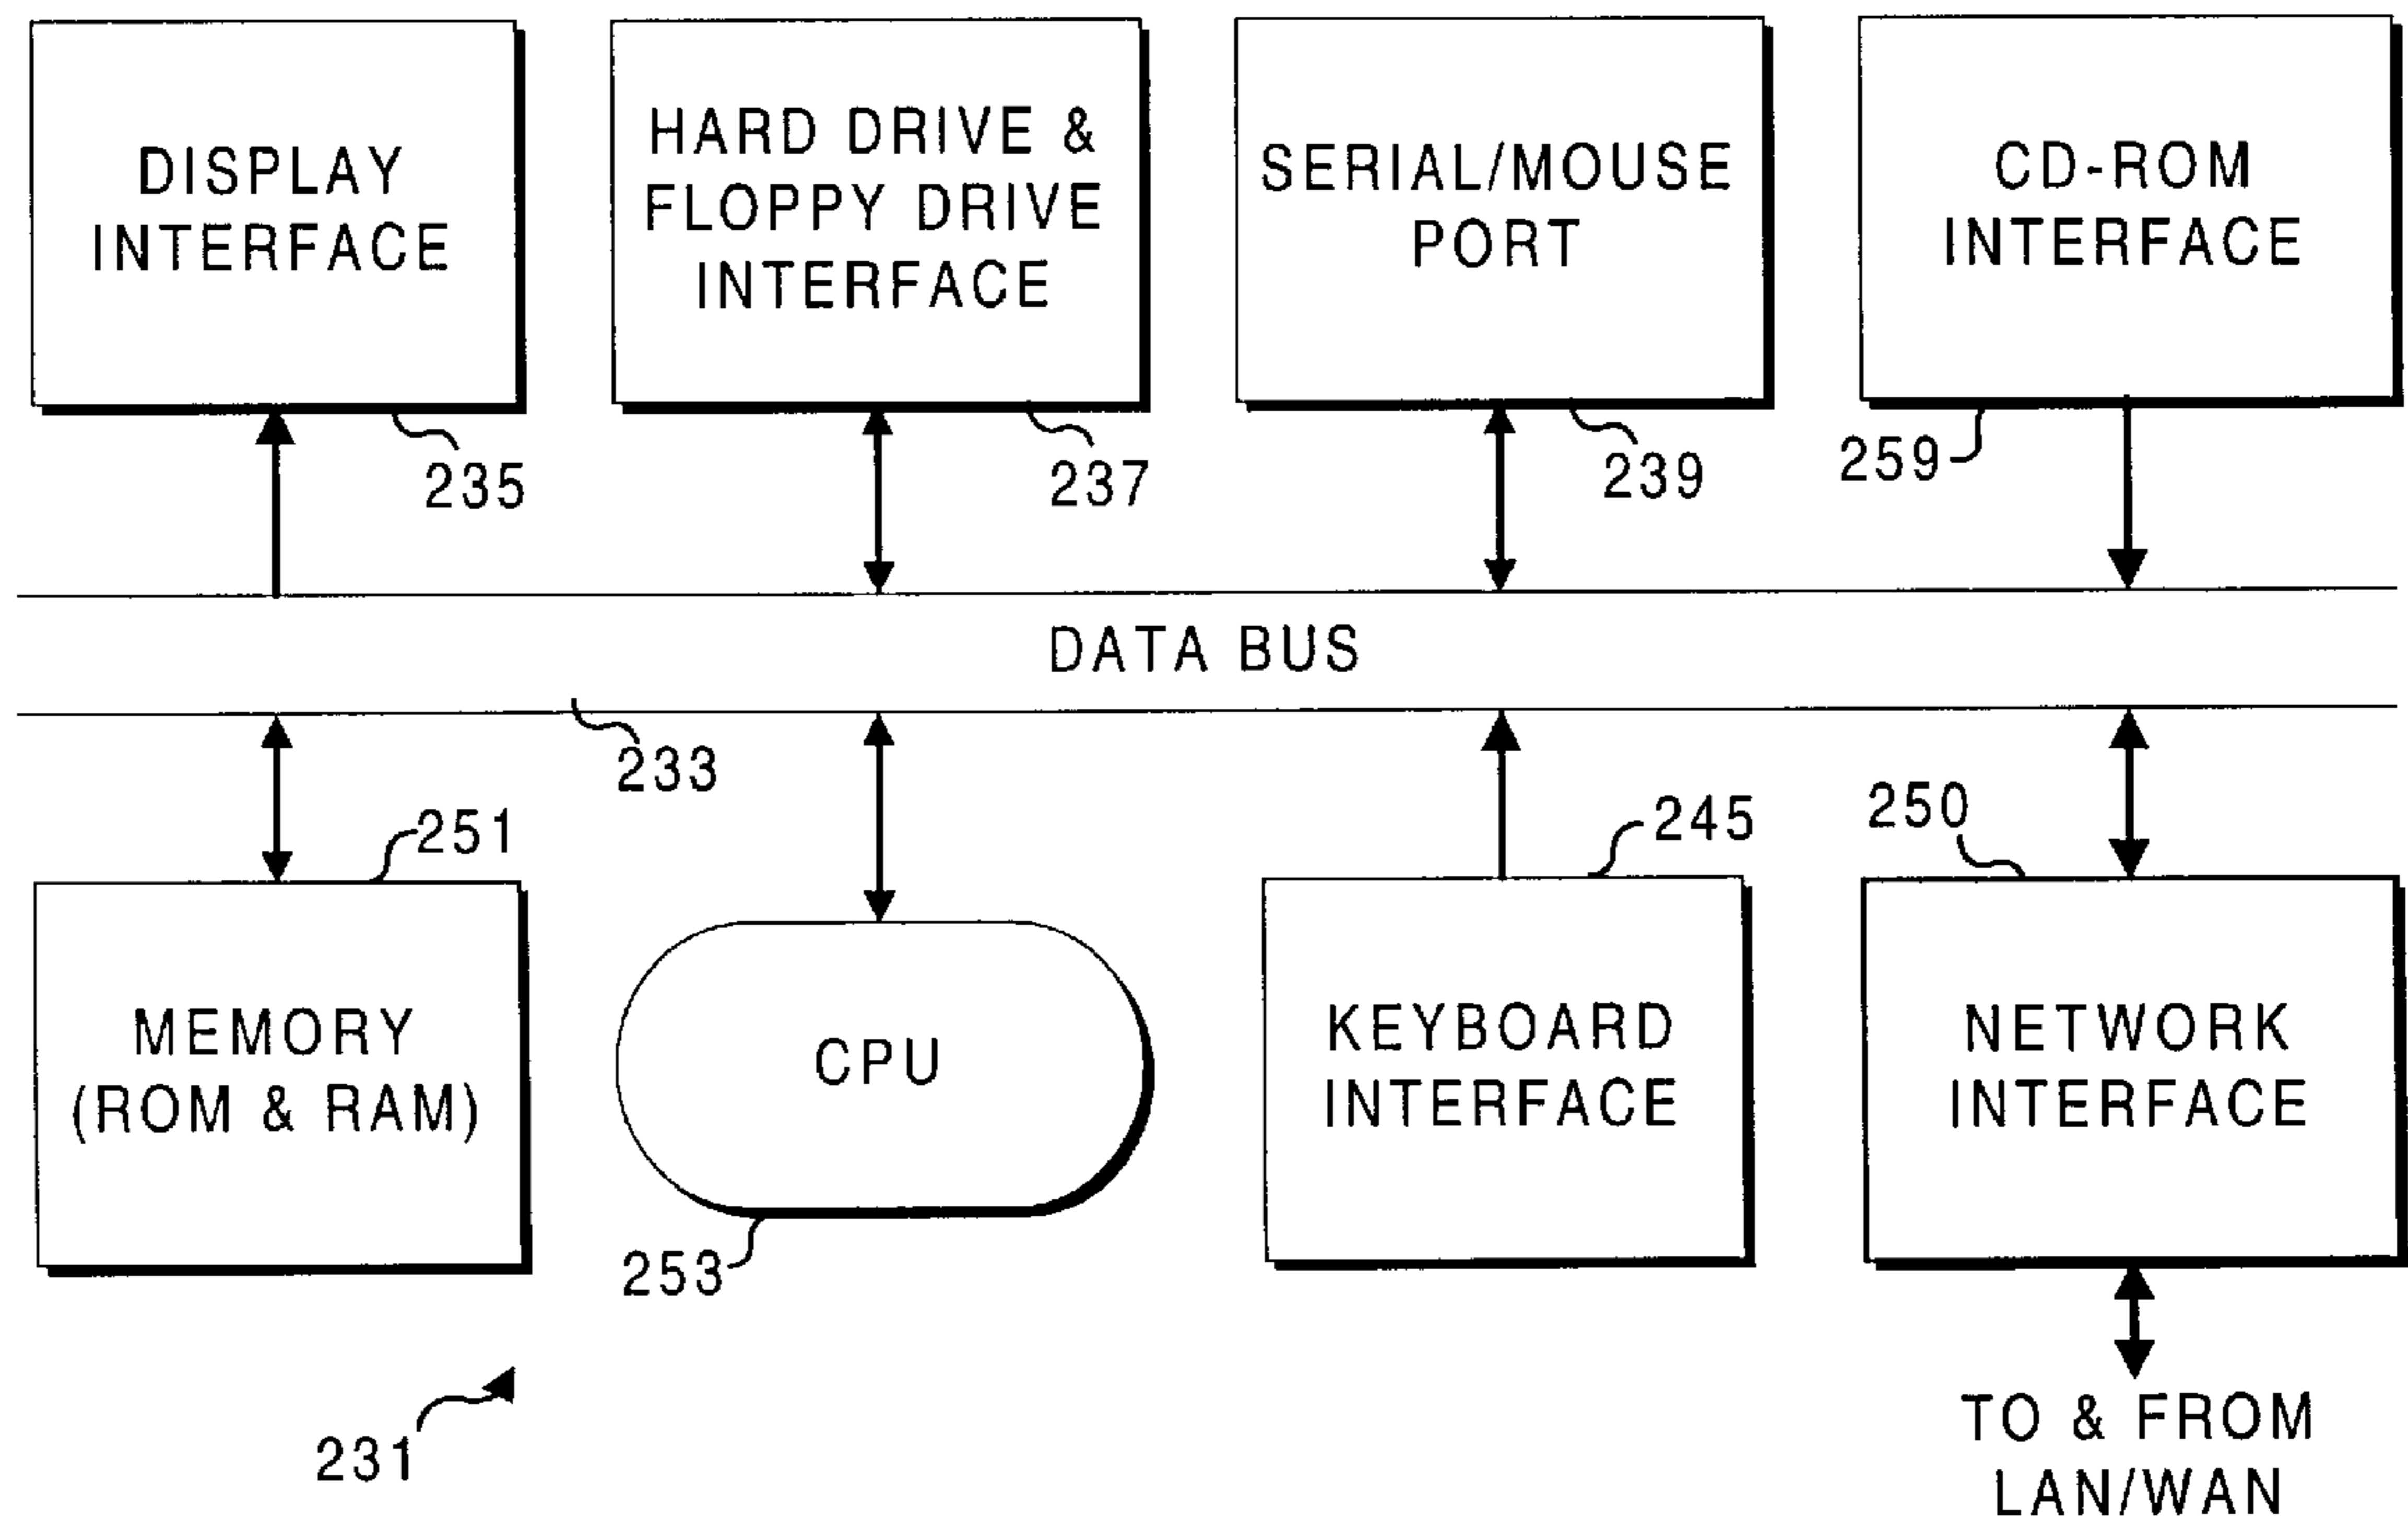 DISPLAY
INTERFACE
235
HARD DRIVE &
FLOPPY DRIVE
INTERFACE
237
SERIAL/MOUSE
PORT
239
CD-ROM
INTERFACE
259
DATA BUS
233
251
MEMORY
(ROM & RAM)
CPU
253
245
KEYBOARD
INTERFACE
250
NETWORK
INTERFACE
TO & FROM
LAN/WAN
231